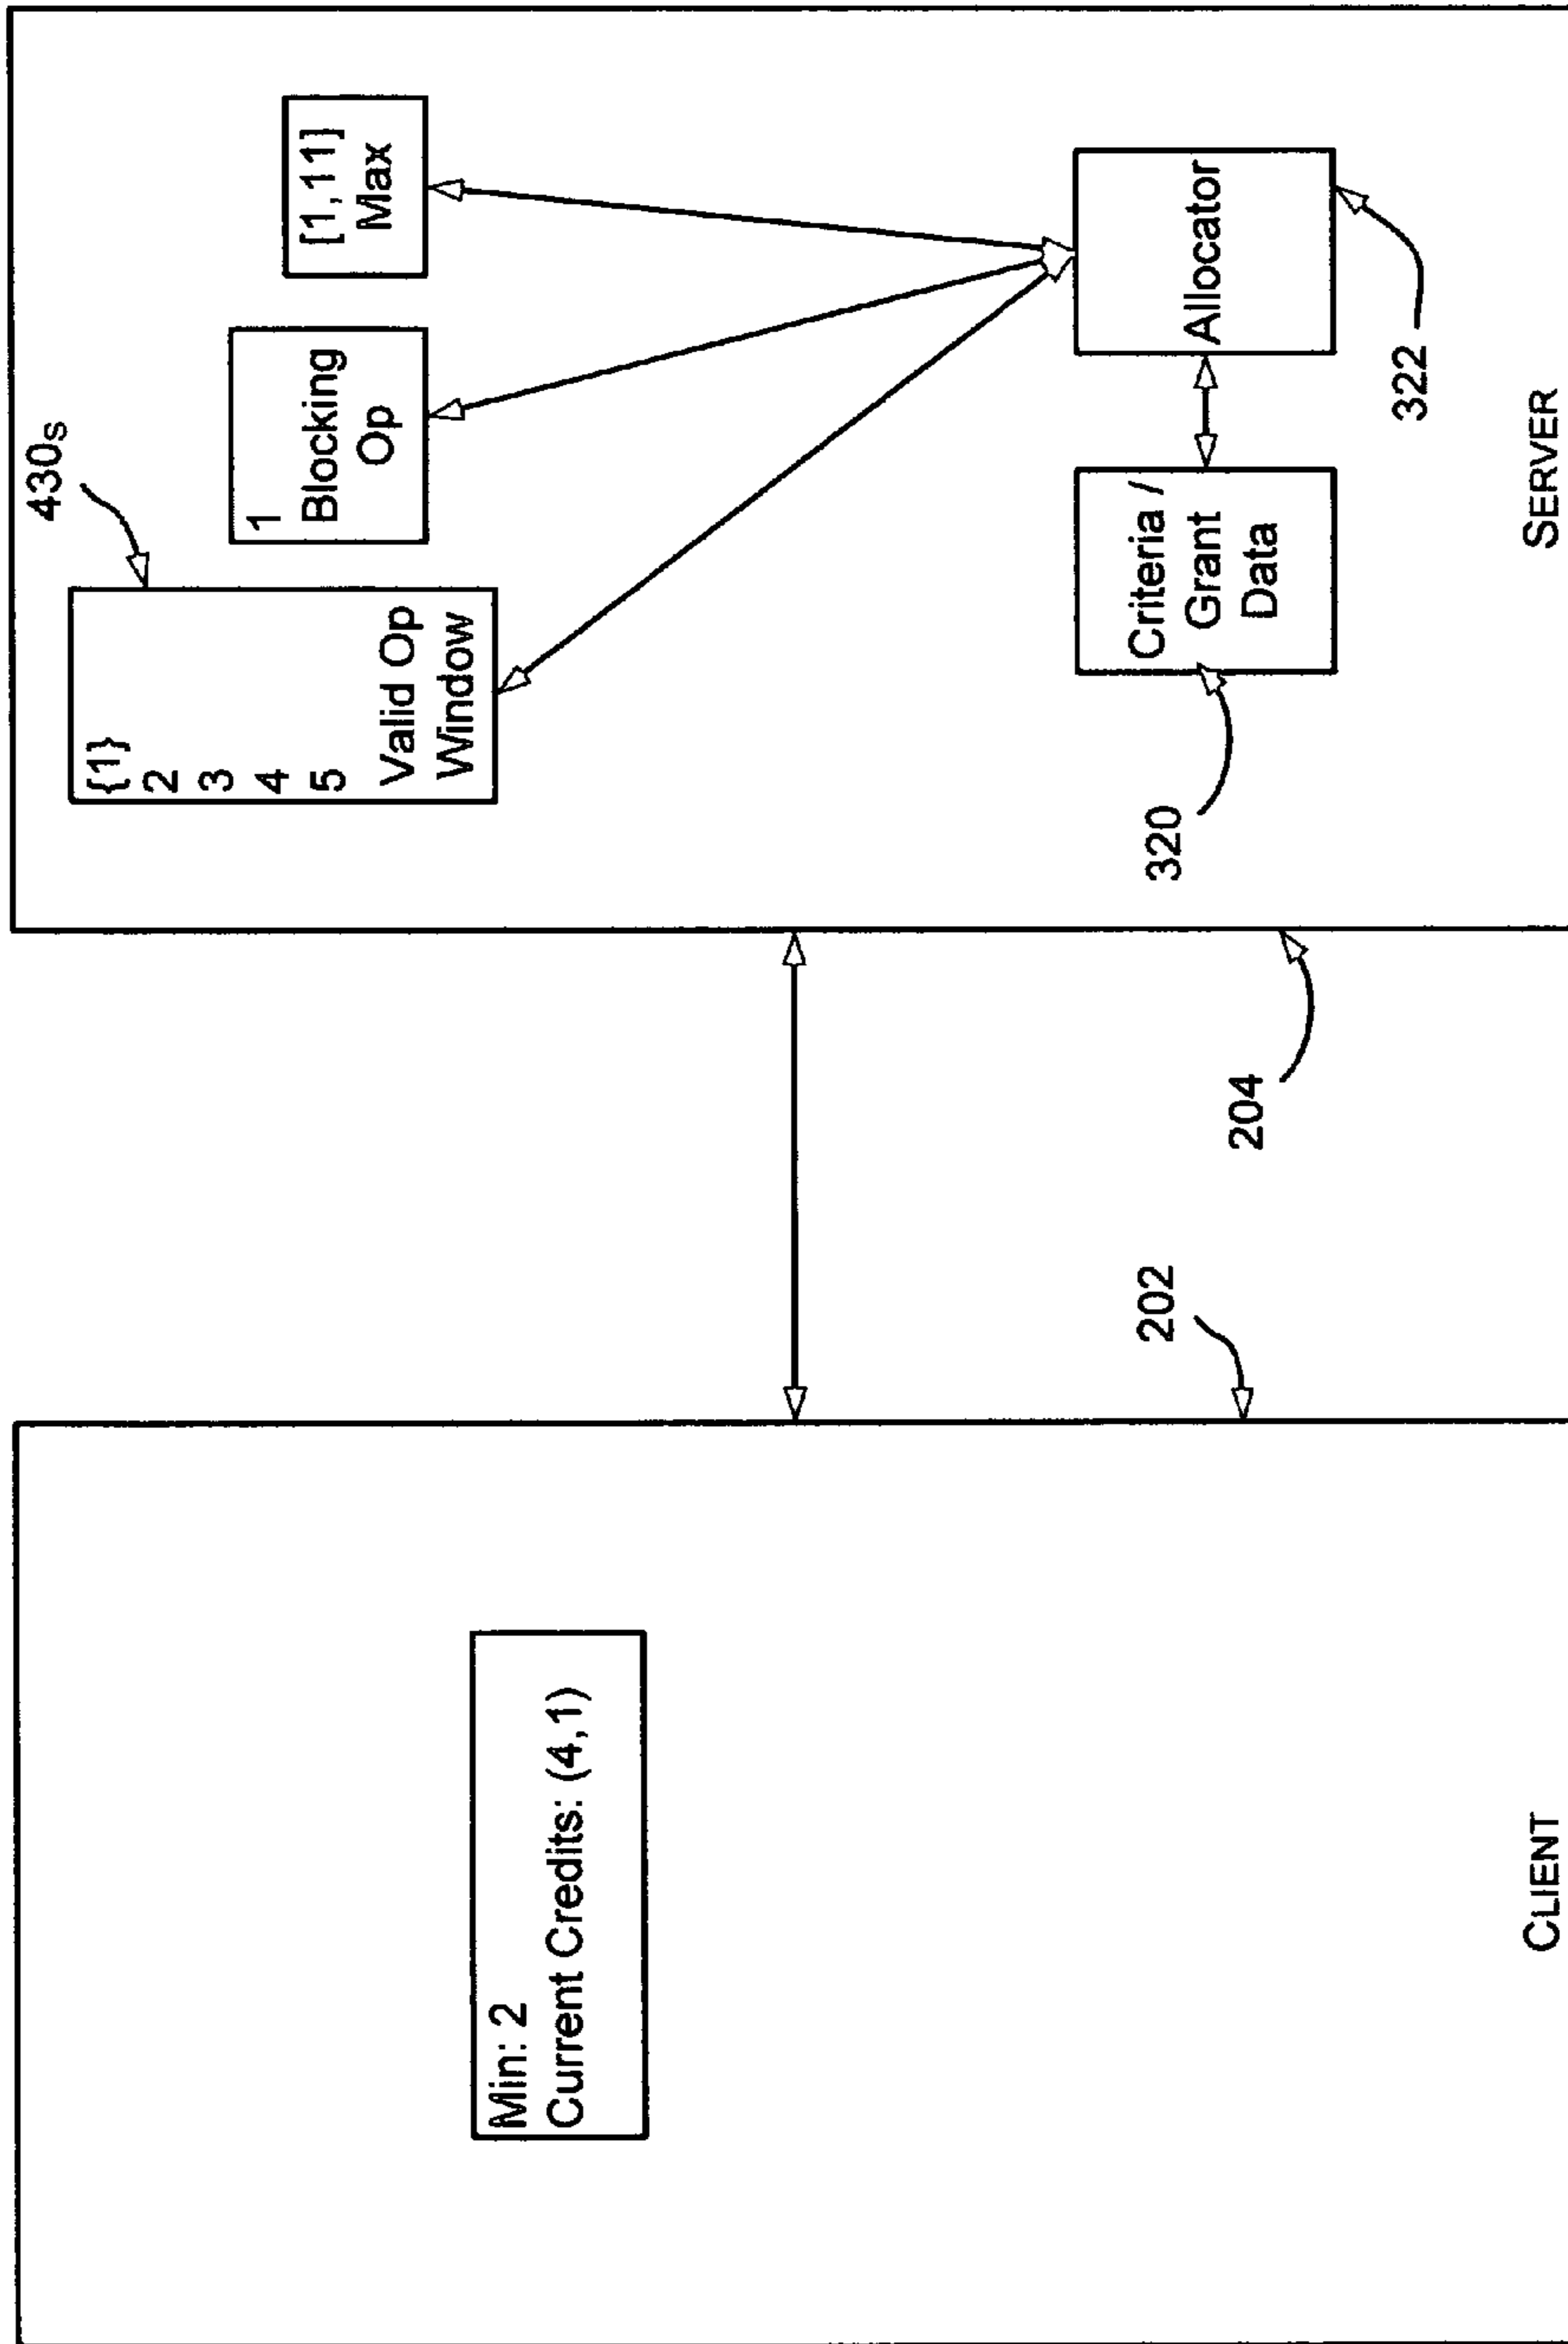 Min: 2
Current Credits: (4,1)
CLIENT
202
204
430S
{1}
2
3
4
5
Valid Op
Window
1
Blocking
Op
[1,11]
Max
320
Criteria /
Grant
Data
Allocator
322
SERVER